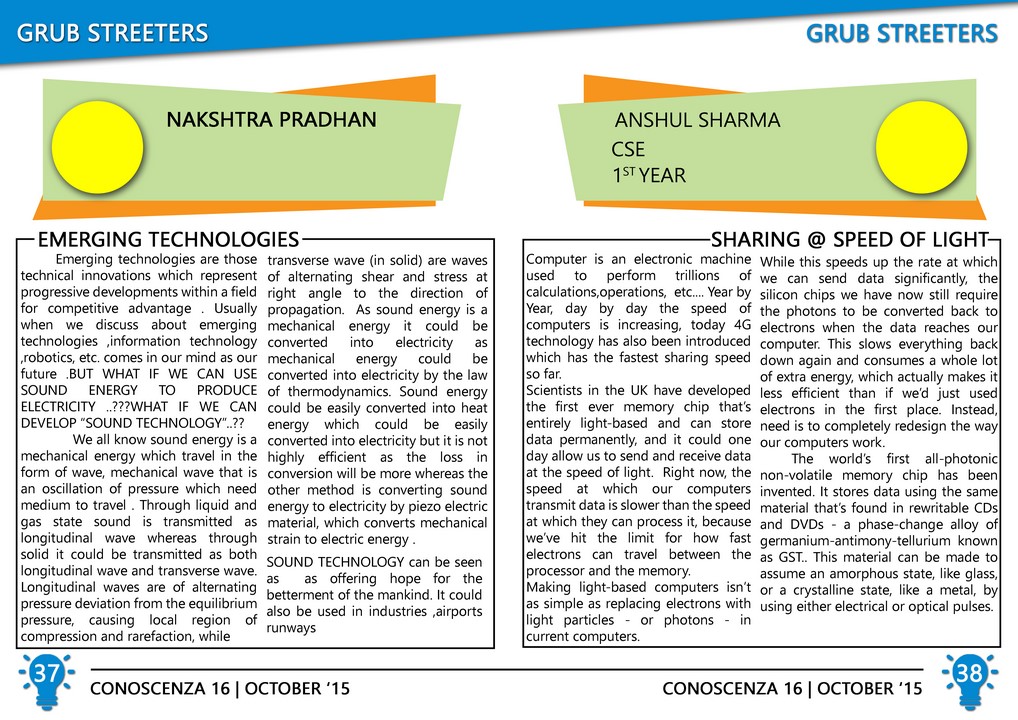 GRUB STREETERS
NAKSHTRA PRADHAN
EMERGING TECHNOLOGIES
Emerging technologies are those
technical innovations which represent
progressive developments within a field
for competitive advantage . Usually
when we discuss about emerging
technologies ,information technology
,robotics, etc. comes in our mind as our
future .BUT WHAT IF WE CAN USE
SOUND ENERGY TO PRODUCE
ELECTRICITY ..???WHAT IF WE CAN
DEVELOP “SOUND TECHNOLOGY”..??
We all know sound energy is a
mechanical energy which travel in the
form of wave, mechanical wave that is
an oscillation of pressure which need
medium to travel . Through liquid and
gas state sound is transmitted as
longitudinal wave whereas through
solid it could be transmitted as both
longitudinal wave and transverse wave.
Longitudinal waves are of alternating
pressure deviation from the equilibrium
pressure, causing local region of
compression and rarefaction, while
transverse wave (in solid) are waves
of alternating shear and stress at
right angle to the direction of
propagation. As sound energy is a
mechanical energy it could be
converted into electricity as
mechanical energy could be
converted into electricity by the law
of thermodynamics. Sound energy
could be easily converted into heat
energy which could be easily
converted into electricity but it is not
highly efficient as the loss in
conversion will be more whereas the
other method is converting sound
energy to electricity by piezo electric
material, which converts mechanical
strain to electric energy .
SOUND TECHNOLOGY can be seen
as as offering hope for the
betterment of the mankind. It could
also be used in industries ,airports
runways
37
CONOSCENZA 16 | OCTOBER ‘15
GRUB STREETERS
ANSHUL SHARMA
CSE
1ST YEAR
SHARING @ SPEED OF LIGHT
Computer is an electronic machine
used to perform trillions of
calculations,operations, etc.... Year by
Year, day by day the speed of
computers is increasing, today 4G
technology has also been introduced
which has the fastest sharing speed
so far.
Scientists in the UK have developed
the first ever memory chip that’s
entirely light-based and can store
data permanently, and it could one
day allow us to send and receive data
at the speed of light. Right now, the
speed at which our computers
transmit data is slower than the speed
at which they can process it, because
we’ve hit the limit for how fast
electrons can travel between the
processor and the memory.
Making light-based computers isn’t
as simple as replacing electrons with
light particles - or photons - in
current computers.
While this speeds up the rate at which
we can send data significantly, the
silicon chips we have now still require
the photons to be converted back to
electrons when the data reaches our
computer. This slows everything back
down again and consumes a whole lot
of extra energy, which actually makes it
less efficient than if we’d just used
electrons in the first place. Instead,
need is to completely redesign the way
our computers work.
The world’s first all-photonic
non-volatile memory chip has been
invented. It stores data using the same
material that’s found in rewritable CDs
and DVDs - a phase-change alloy of
germanium-antimony-tellurium known
as GST.. This material can be made to
assume an amorphous state, like glass,
or a crystalline state, like a metal, by
using either electrical or optical pulses.
CONOSCENZA 16 | OCTOBER ‘15
38